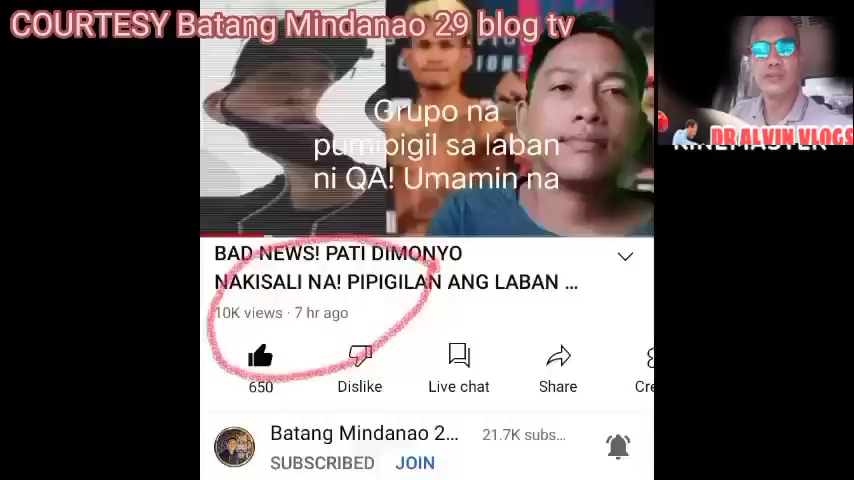 COURTESY Batang Mindanao 29 blog tv
Grupo na
pumipigil sa laban
ni QA! Umamin na
DR ALVIN VLOGS
KINEMASTER
BAD NEWS! PATI DIMONYO
NAKISALI NA! PIPIGILAN ANG LABAN ...
10K views · 7 hr ago
650
Dislike
Live chat
Share
Cre
Batang Mindanao 2...
21.7K subs...
SUBSCRIBED
JOIN